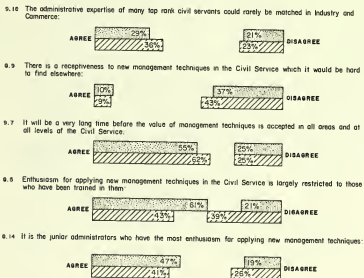 9.18 The administrative expertise of many top rank civil servants could rarely be matched in Industry and
Commerce:
AGREE 29% 21% DISAGREE
36% 23%
9.9 There is a receptiveness to new management techniques in the Civil Service which it would be hard
to find elsewhere:
AGREE 10% 37% DISAGREE
9% 43%
9.7 It will be a very long time before the value of management techniques is accepted in all areas and at
all levels of the Civil Service.
AGREE 55% 25% DISAGREE
62% 25%
9.5 Enthusiasm for applying new management techniques in the Civil Service is largely restricted to those
who have been trained in them
AGREE 61% 21% DISAGREE
43% 39%
9.14 It is the junior administrators who have the most enthusiasm for applying new management techniques:
AGREE 47% 19% DISAGREE
41% 26%